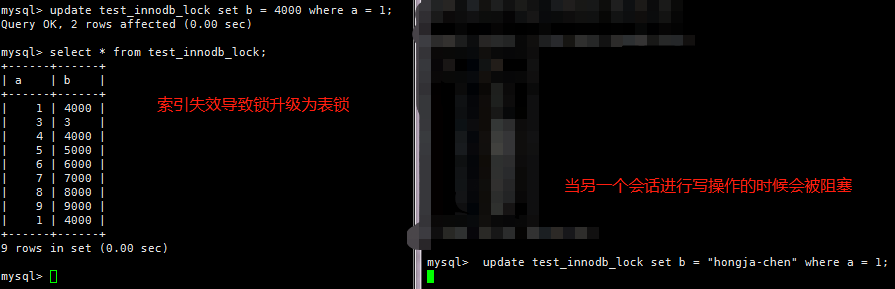 mysql> update test_innodb_lock set b = 4000 where a = 1;
Query OK, 2 rows affected (0.00 sec)
mysql> select * from test_innodb_lock;
+------+------+
| a    | b    |
+------+------+
|    1 | 4000 |
|    3 | 3    |
|    4 | 4000 |
|    5 | 5000 |
|    6 | 6000 |
|    7 | 7000 |
|    8 | 8000 |
|    9 | 9000 |
|    1 | 4000 |
+------+------+
9 rows in set (0.00 sec)
mysql>
索引失效导致锁升级为表锁
当另一个会话进行写操作的时候会被阻塞
mysql>  update test_innodb_lock set b = "hongja-chen" where a = 1;